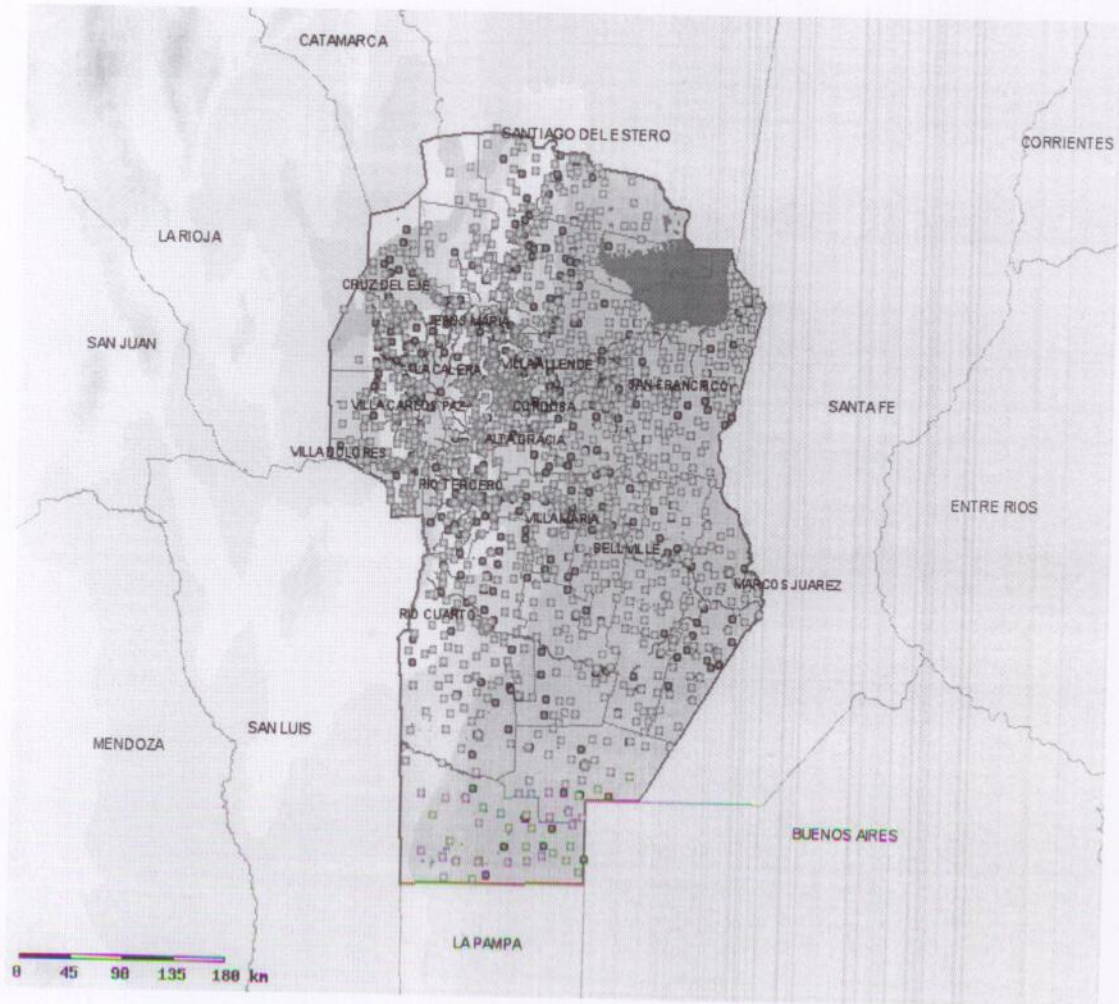 CATAMARCA
SANTIAGO DEL ESTERO
CORRIENTES
LA RIOJA
CRUZ DEL EJE
JESUS MARIA
SAN JUAN
VILLA ALLENDE
LA CALERA
SAN FRANCISCO
VILLA CARLOS PAZ
CORDOBA
SANTA FE
ALTA GRACIA
VILLA DOLORES
RIO TERCERO
ENTRE RIOS
VILLA MARIA
BELL VILLE
MARCOS JUAREZ
RIO CUARTO
SAN LUIS
MENDOZA
BUENOS AIRES
LA PAMPA
0 45 90 135 180 km